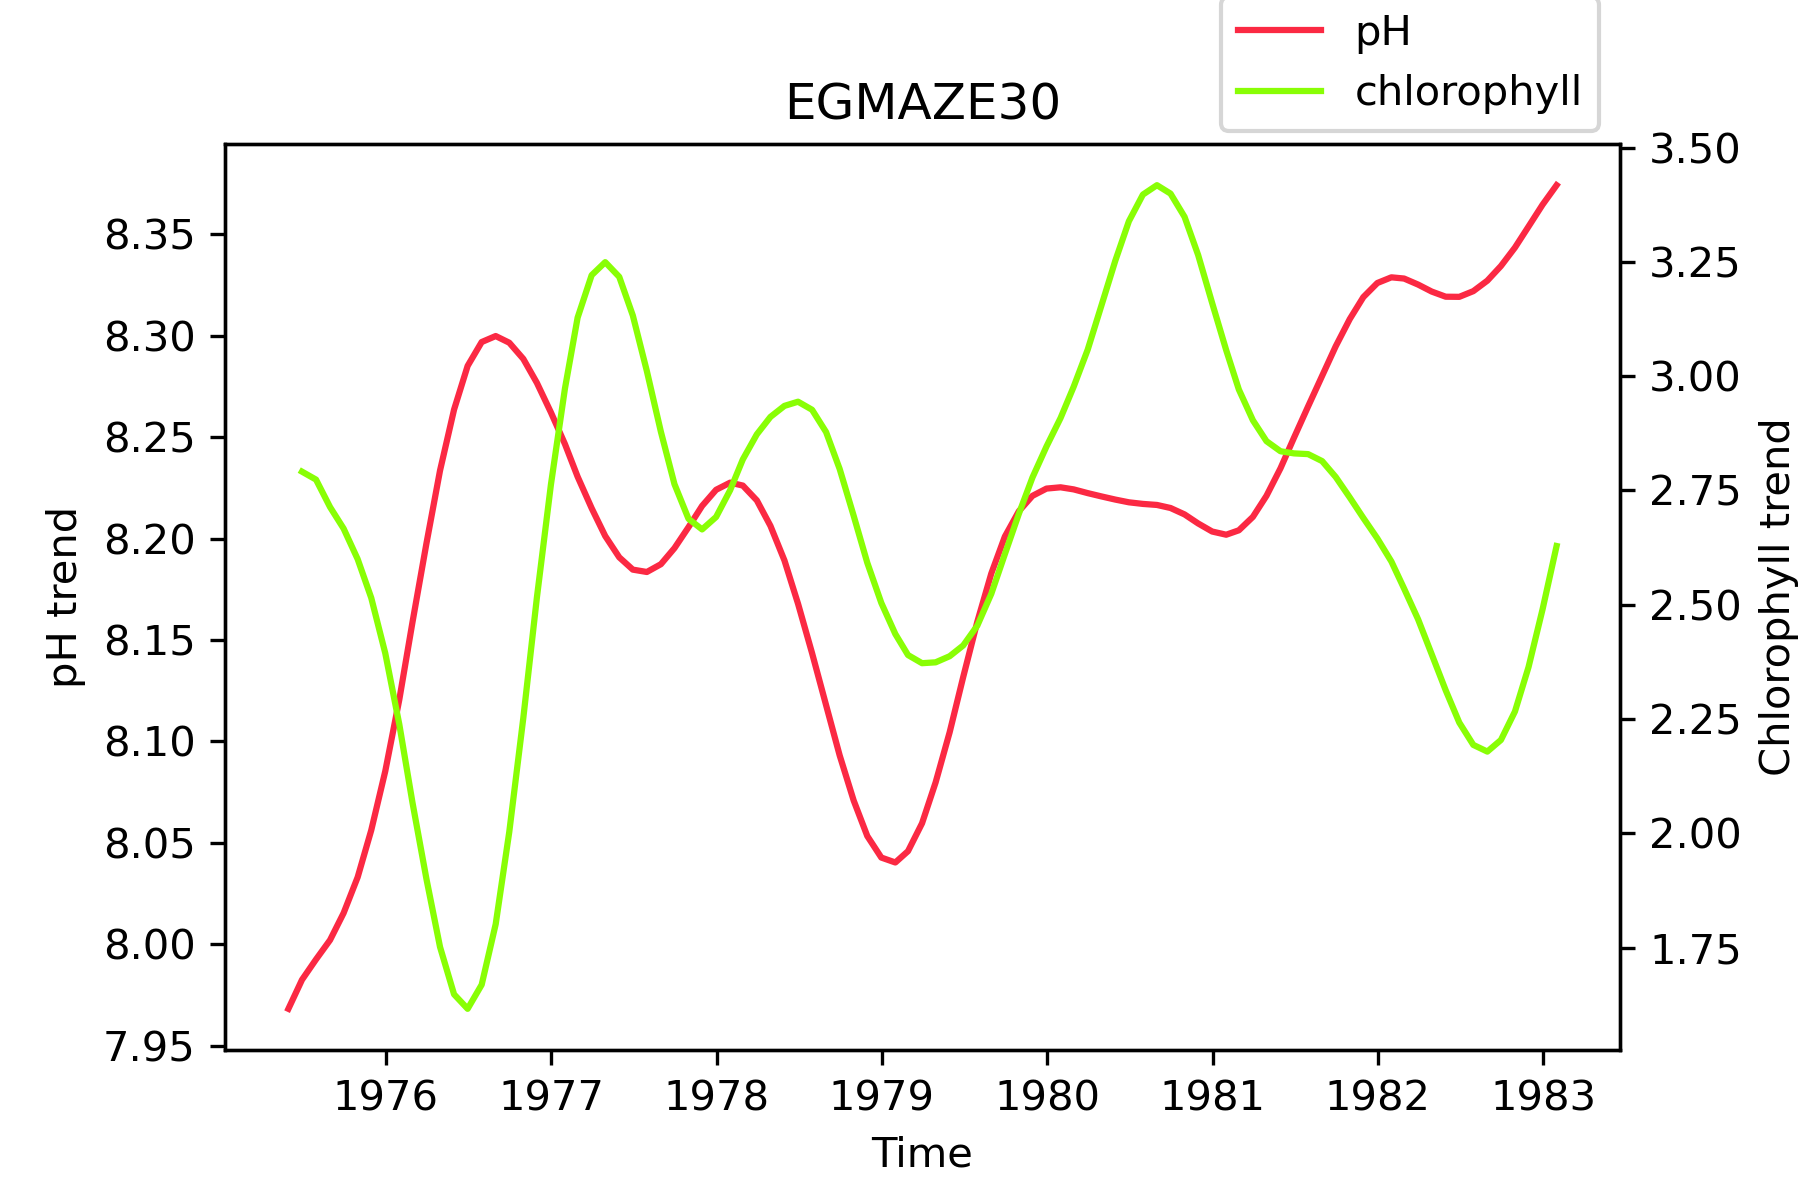 pH
chlorophyll
EGMAZE30
8.35
8.30
8.25
8.20
8.15
8.10
8.05
8.00
7.95
pH trend
3.50
3.25
3.00
2.75
2.50
2.25
2.00
1.75
Chlorophyll trend
1976 1977 1978 1979 1980 1981 1982 1983
Time